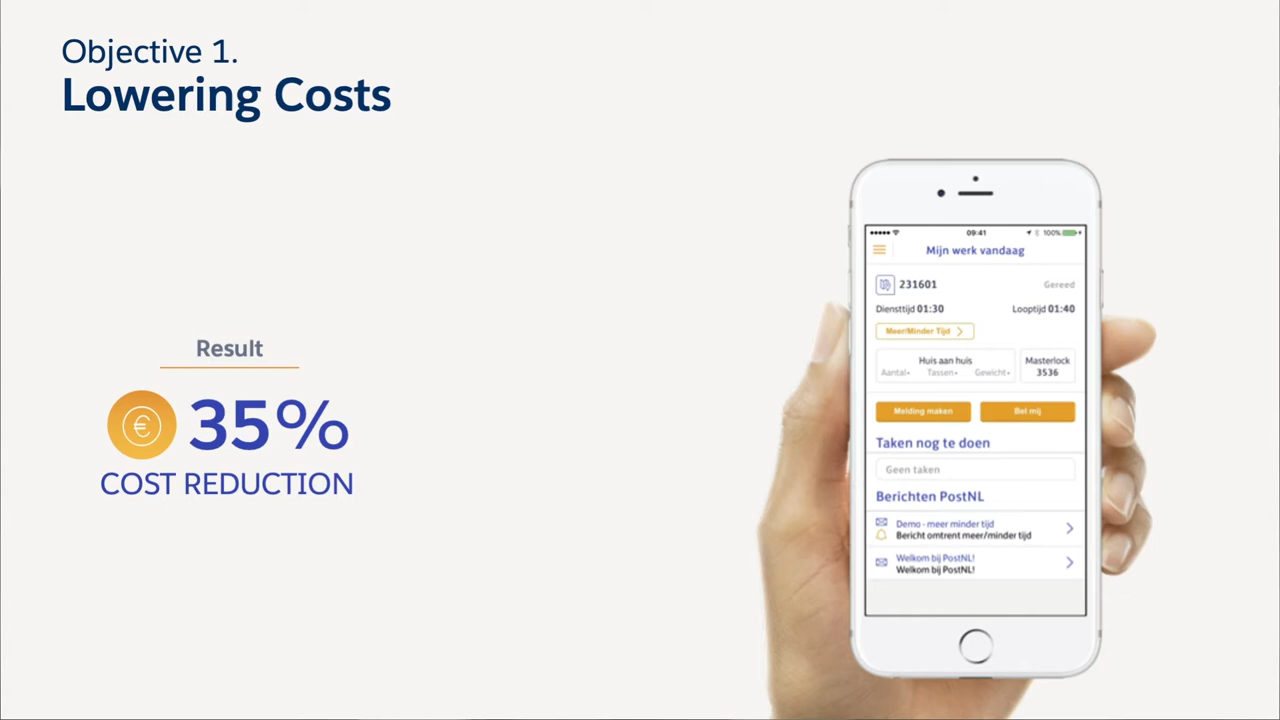 Objective 1.
Lowering Costs
Result
€ 35%
COST REDUCTION
09:41 100%
Mijn werk vandaag
231601 Gereed
Diensttijd 01:30 Looptijd 01:40
Meer/Minder Tijd
Huis aan huis Masterlock
Aantal• Tassen• Gewicht• 3536
Melding maken Bel mij
Taken nog te doen
Geen taken
Berichten PostNL
Demo - meer minder tijd
Bericht omtrent meer/minder tijd
Welkom bij PostNL!
Welkom bij PostNL!